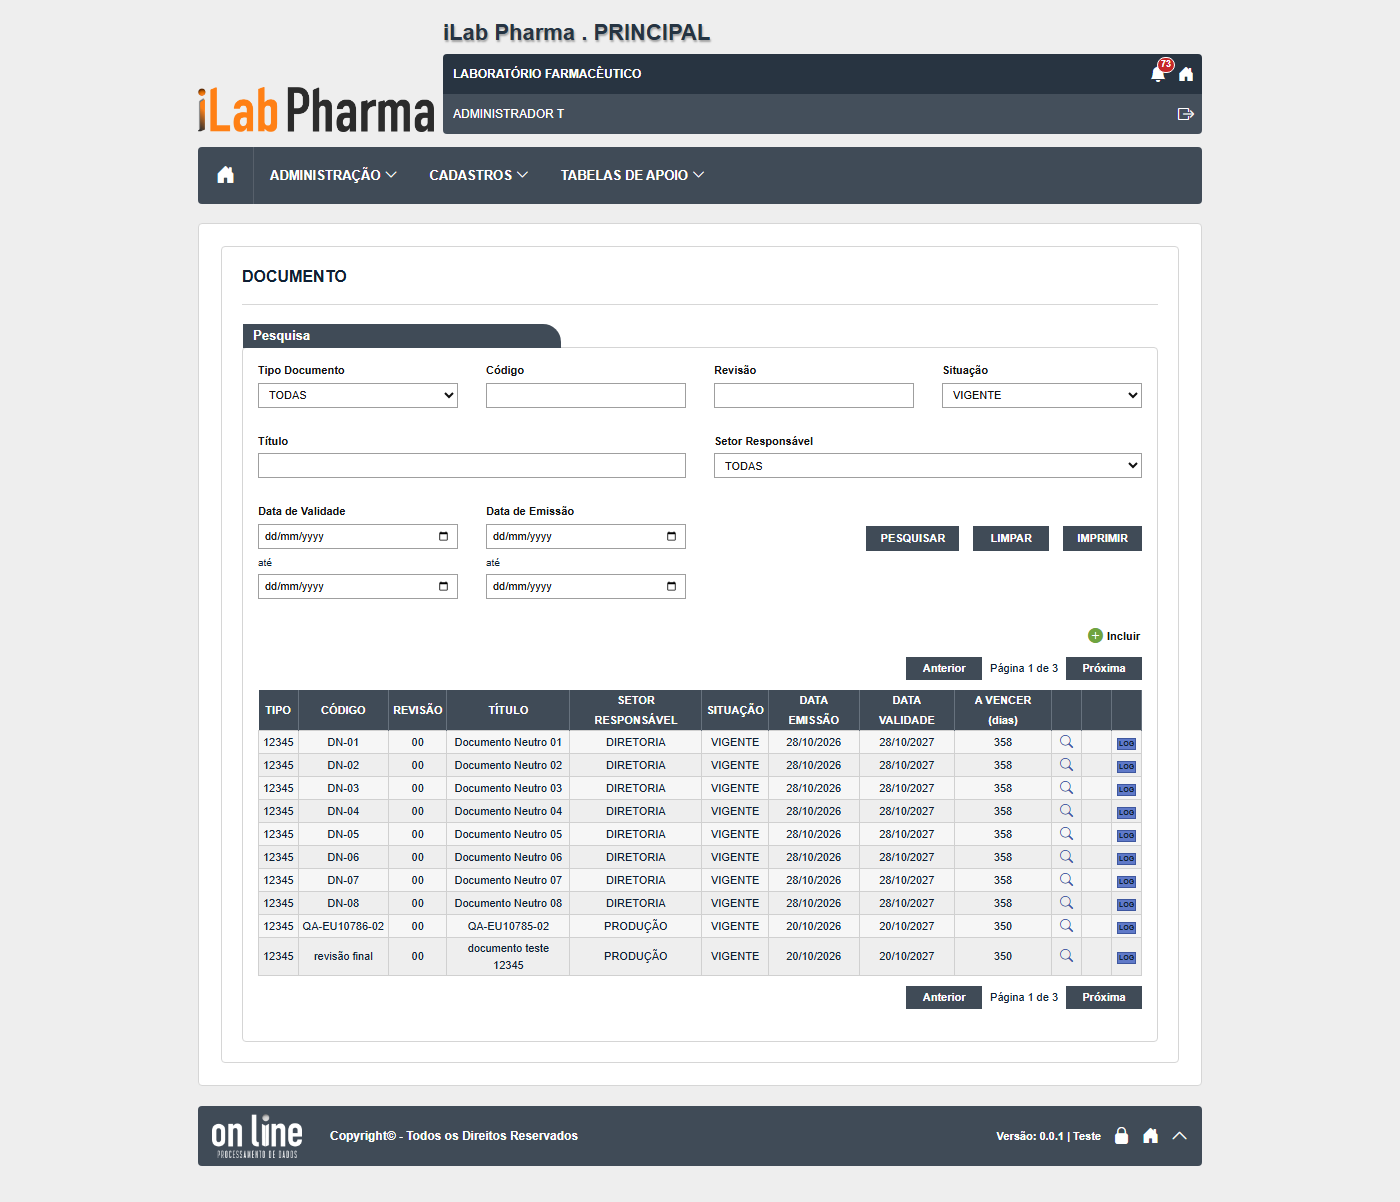 iLab Pharma . PRINCIPAL
LABORATÓRIO FARMACÊUTICO
73
iLab Pharma
ADMINISTRADOR T
ADMINISTRAÇÃO CADASTROS TABELAS DE APOIO
DOCUMENTO
Pesquisa
Tipo Documento Código Revisão Situação
TODAS VIGENTE
Título Setor Responsável
TODAS
Data de Validade Data de Emissão
dd/mm/yyyy dd/mm/yyyy PESQUISAR LIMPAR IMPRIMIR
até até
dd/mm/yyyy dd/mm/yyyy
Incluir
Anterior Página 1 de 3 Próxima
TIPO CÓDIGO REVISÃO TÍTULO SETOR RESPONSÁVEL SITUAÇÃO DATA EMISSÃO DATA VALIDADE A VENCER (dias)
12345 DN-01 00 Documento Neutro 01 DIRETORIA VIGENTE 28/10/2026 28/10/2027 358 LOG
12345 DN-02 00 Documento Neutro 02 DIRETORIA VIGENTE 28/10/2026 28/10/2027 358 LOG
12345 DN-03 00 Documento Neutro 03 DIRETORIA VIGENTE 28/10/2026 28/10/2027 358 LOG
12345 DN-04 00 Documento Neutro 04 DIRETORIA VIGENTE 28/10/2026 28/10/2027 358 LOG
12345 DN-05 00 Documento Neutro 05 DIRETORIA VIGENTE 28/10/2026 28/10/2027 358 LOG
12345 DN-06 00 Documento Neutro 06 DIRETORIA VIGENTE 28/10/2026 28/10/2027 358 LOG
12345 DN-07 00 Documento Neutro 07 DIRETORIA VIGENTE 28/10/2026 28/10/2027 358 LOG
12345 DN-08 00 Documento Neutro 08 DIRETORIA VIGENTE 28/10/2026 28/10/2027 358 LOG
12345 QA-EU10786-02 00 QA-EU10785-02 PRODUÇÃO VIGENTE 20/10/2026 20/10/2027 350 LOG
12345 revisão final 00 documento teste 12345 PRODUÇÃO VIGENTE 20/10/2026 20/10/2027 350 LOG
Anterior Página 1 de 3 Próxima
on line
PROCESSAMENTO DE DADOS
Copyright© - Todos os Direitos Reservados
Versão: 0.0.1 | Teste